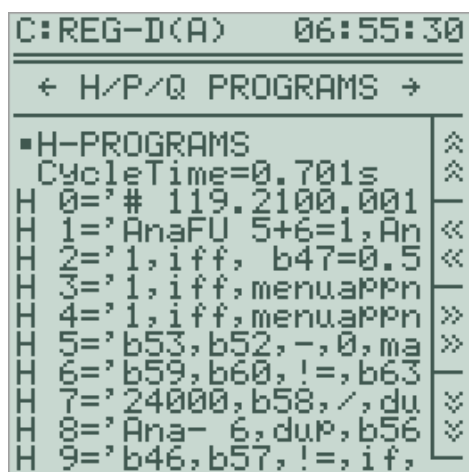 C:REG-D(A) 06:55:30
← H/P/Q PROGRAMS →
▪H-PROGRAMS
CycleTime=0.701s
H 0='# 119.2100.001
H 1='AnaFU 5+6=1,An
H 2='1,iff, b47=0.5
H 3='1,iff,menuappn
H 4='1,iff,menuappn
H 5='b53,b52,-,0,ma
H 6='b59,b60,!=,b63
H 7='24000,b58,/,du
H 8='Ana- 6,dup,b56
H 9='b46,b57,!=,if,